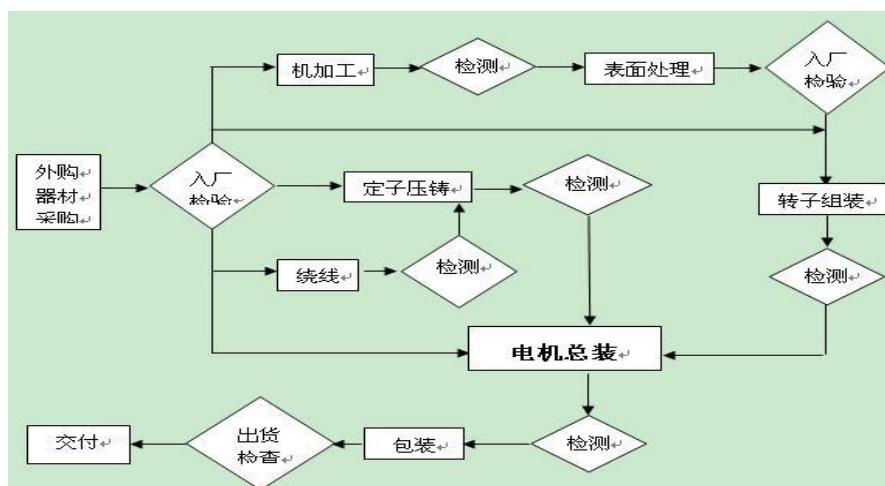 机加工
检测
表面处理
入厂
检验
外购
器材
采购
入厂
检验
定子压铸
检测
转子组装
绕线
检测
检测
电机总装
交付
出货
检查
包装
检测